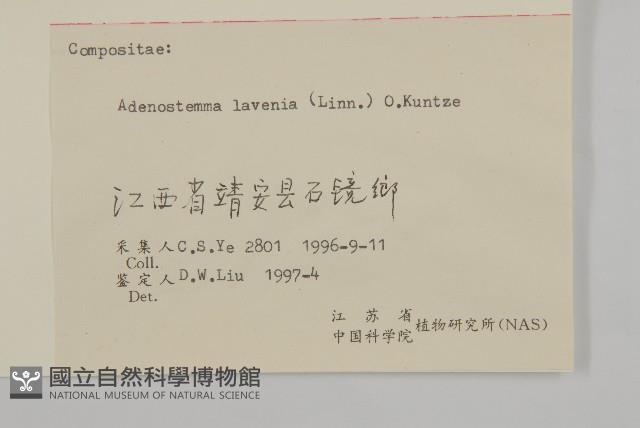 Compositae:
Adenostemma lavenia (Linn.) O.Kuntze
江西省靖安县石镜鄉
采集人 C.S.Ye 2801 1996-9-11
Coll.
鉴定人 D.W.Liu 1997-4
Det.
江苏省
中国科学院 植物研究所(NAS)
國立自然科學博物館
NATIONAL MUSEUM OF NATURAL SCIENCE